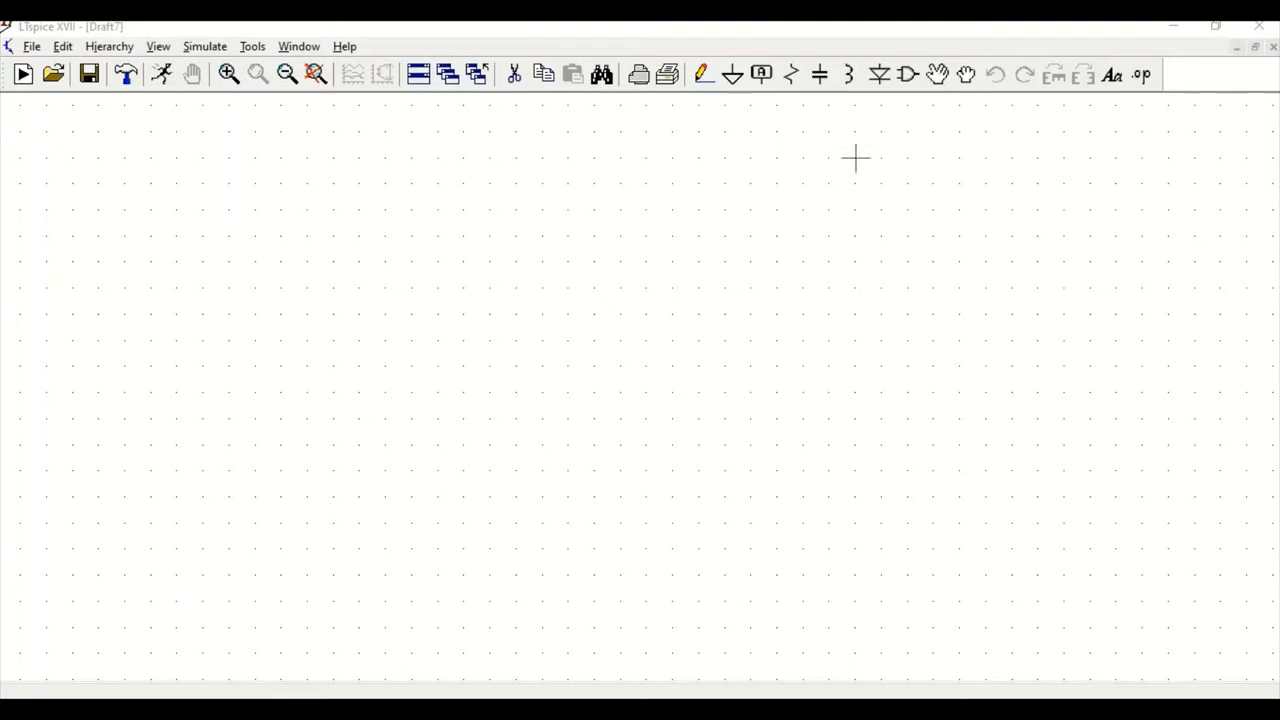 LTspice XVII - [Draft7]
File Edit Hierarchy View Simulate Tools Window Help
A Aa .op